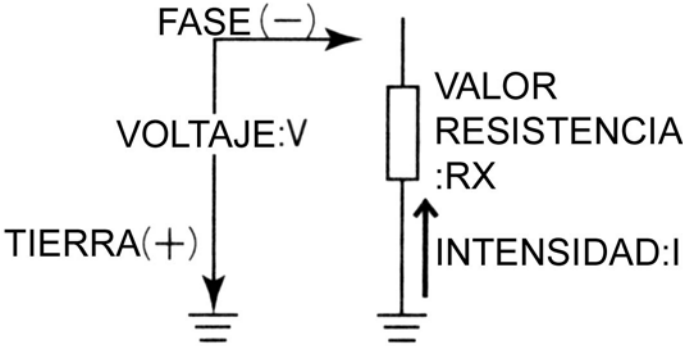 FASE(−)
VOLTAJE:V
TIERRA(+)
VALOR
RESISTENCIA
:RX
INTENSIDAD:I